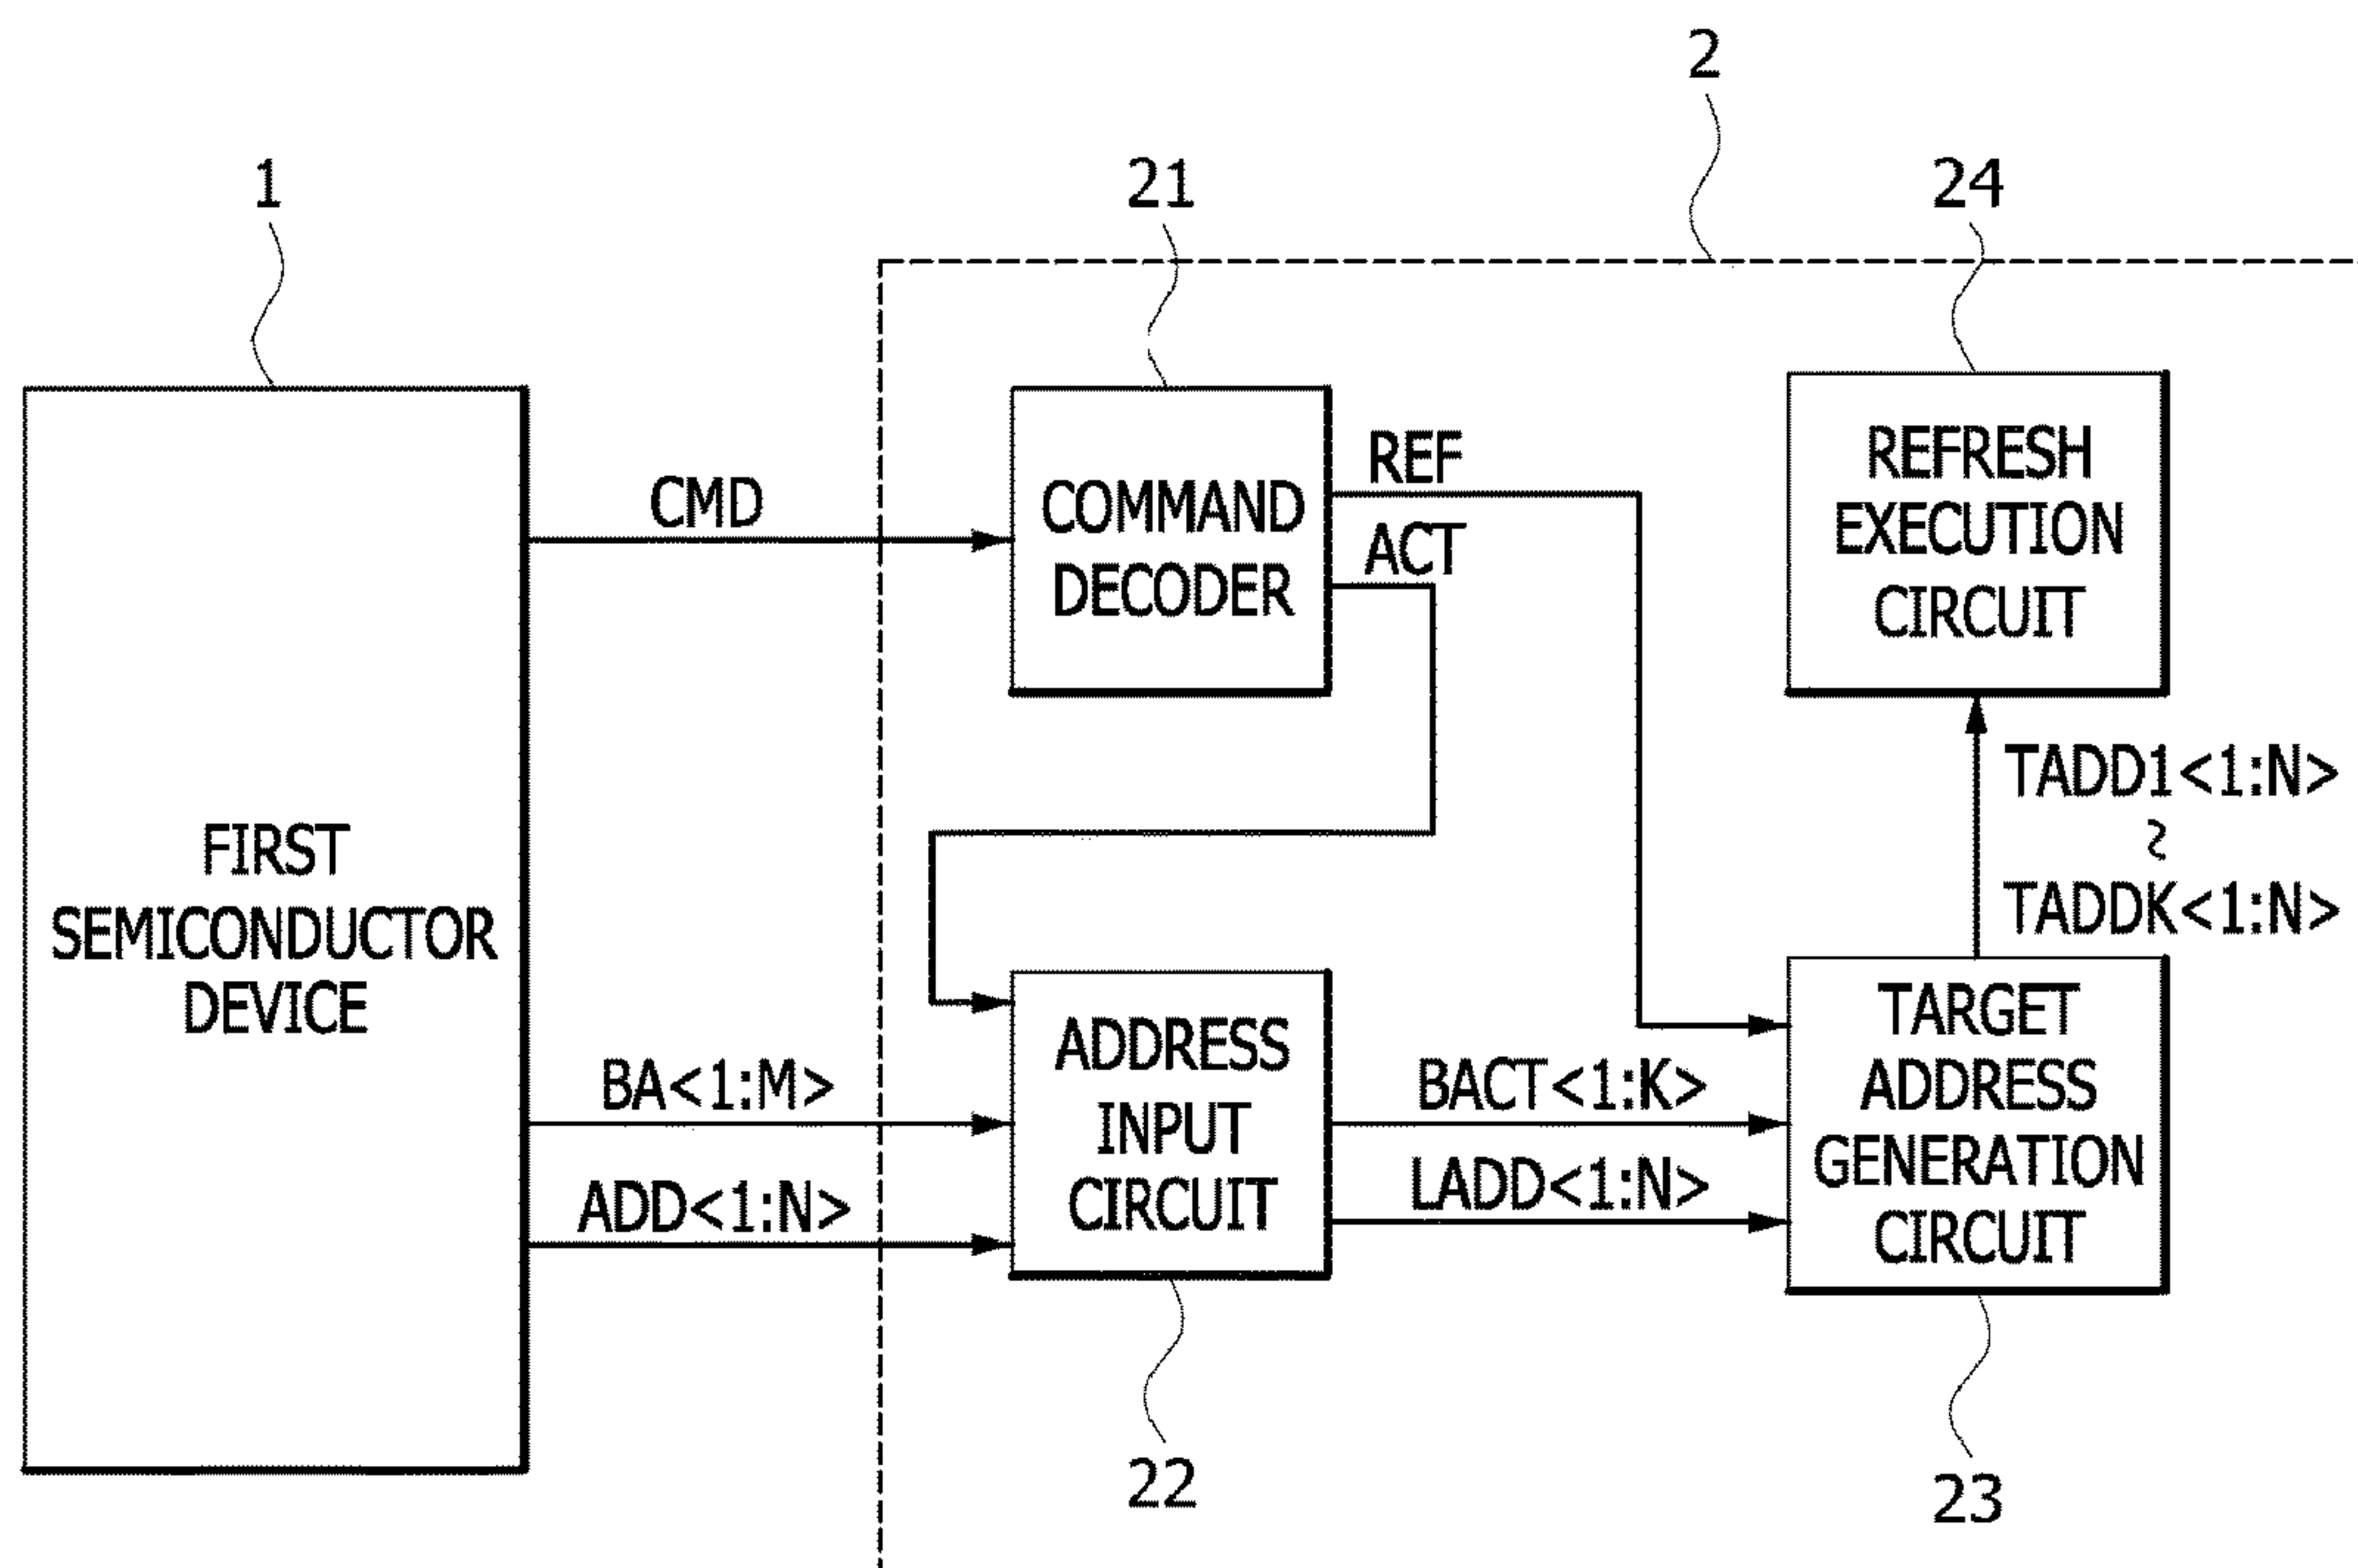 2
1
21
24
FIRST
SEMICONDUCTOR
DEVICE
CMD
COMMAND
DECODER
REF
ACT
REFRESH
EXECUTION
CIRCUIT
TADD1<1:N>
~
TADDK<1:N>
BA<1:M>
ADD<1:N>
ADDRESS
INPUT
CIRCUIT
BACT<1:K>
LADD<1:N>
TARGET
ADDRESS
GENERATION
CIRCUIT
22
23